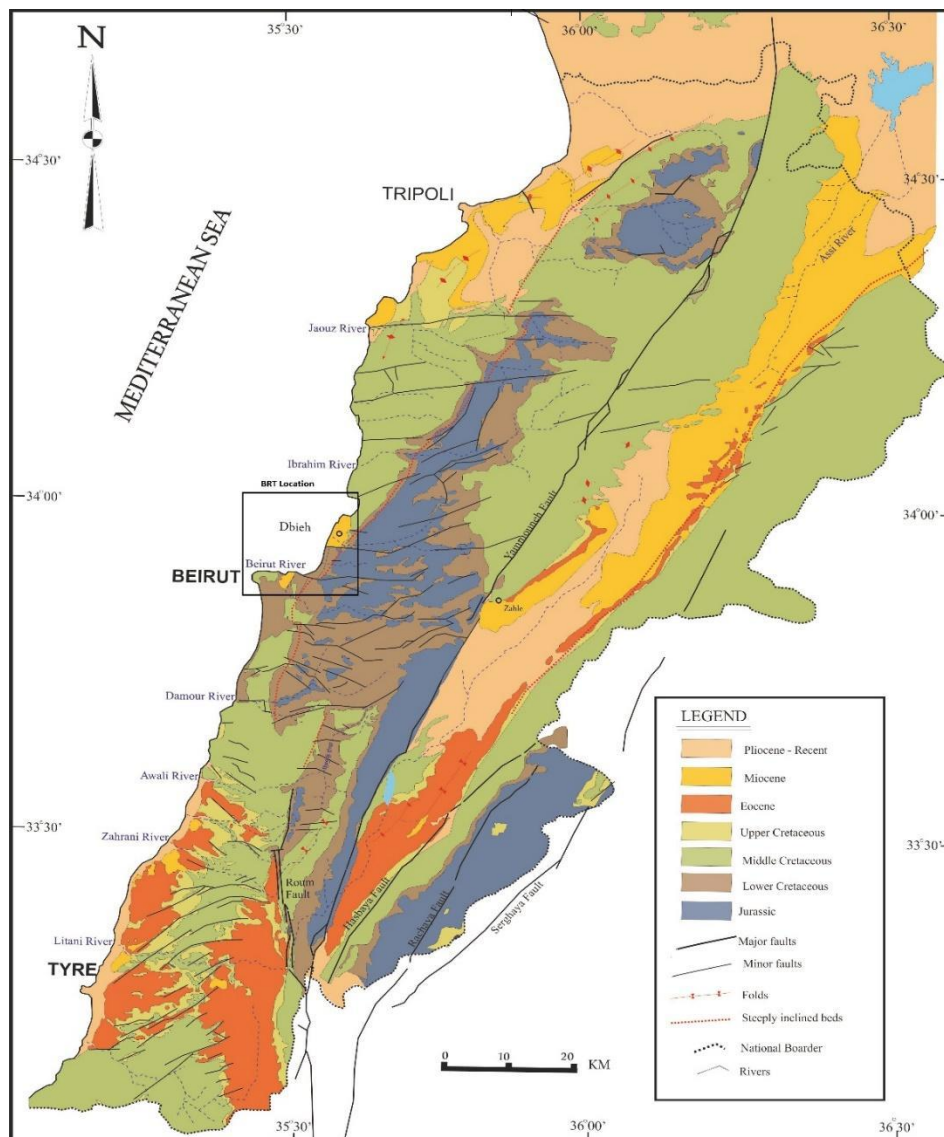 35°30'
36°00'
36°30'
N
34°30'
34°30'
TRIPOLI
Assi River
MEDITERRANEAN SEA
Jaouz River
Ibrahim River
BRT Location
34°00'
34°00'
Dbieh
Yammouneh Fault
Beirut River
BEIRUT
Zahle
Damour River
LEGEND
Pliocene - Recent
Awali River
Miocene
Eocene
33°30'
Zahrani River
33°30'
Upper Cretaceous
Middle Cretaceous
Roum
Fault
Hasbaya Fault
Rachaya Fault
Serghaya Fault
Lower Cretaceous
Jurassic
Litani River
Major faults
TYRE
Minor faults
Folds
Steeply inclined beds
0 10 20
KM
National Boarder
Rivers
35°30'
36°00'
36°30'